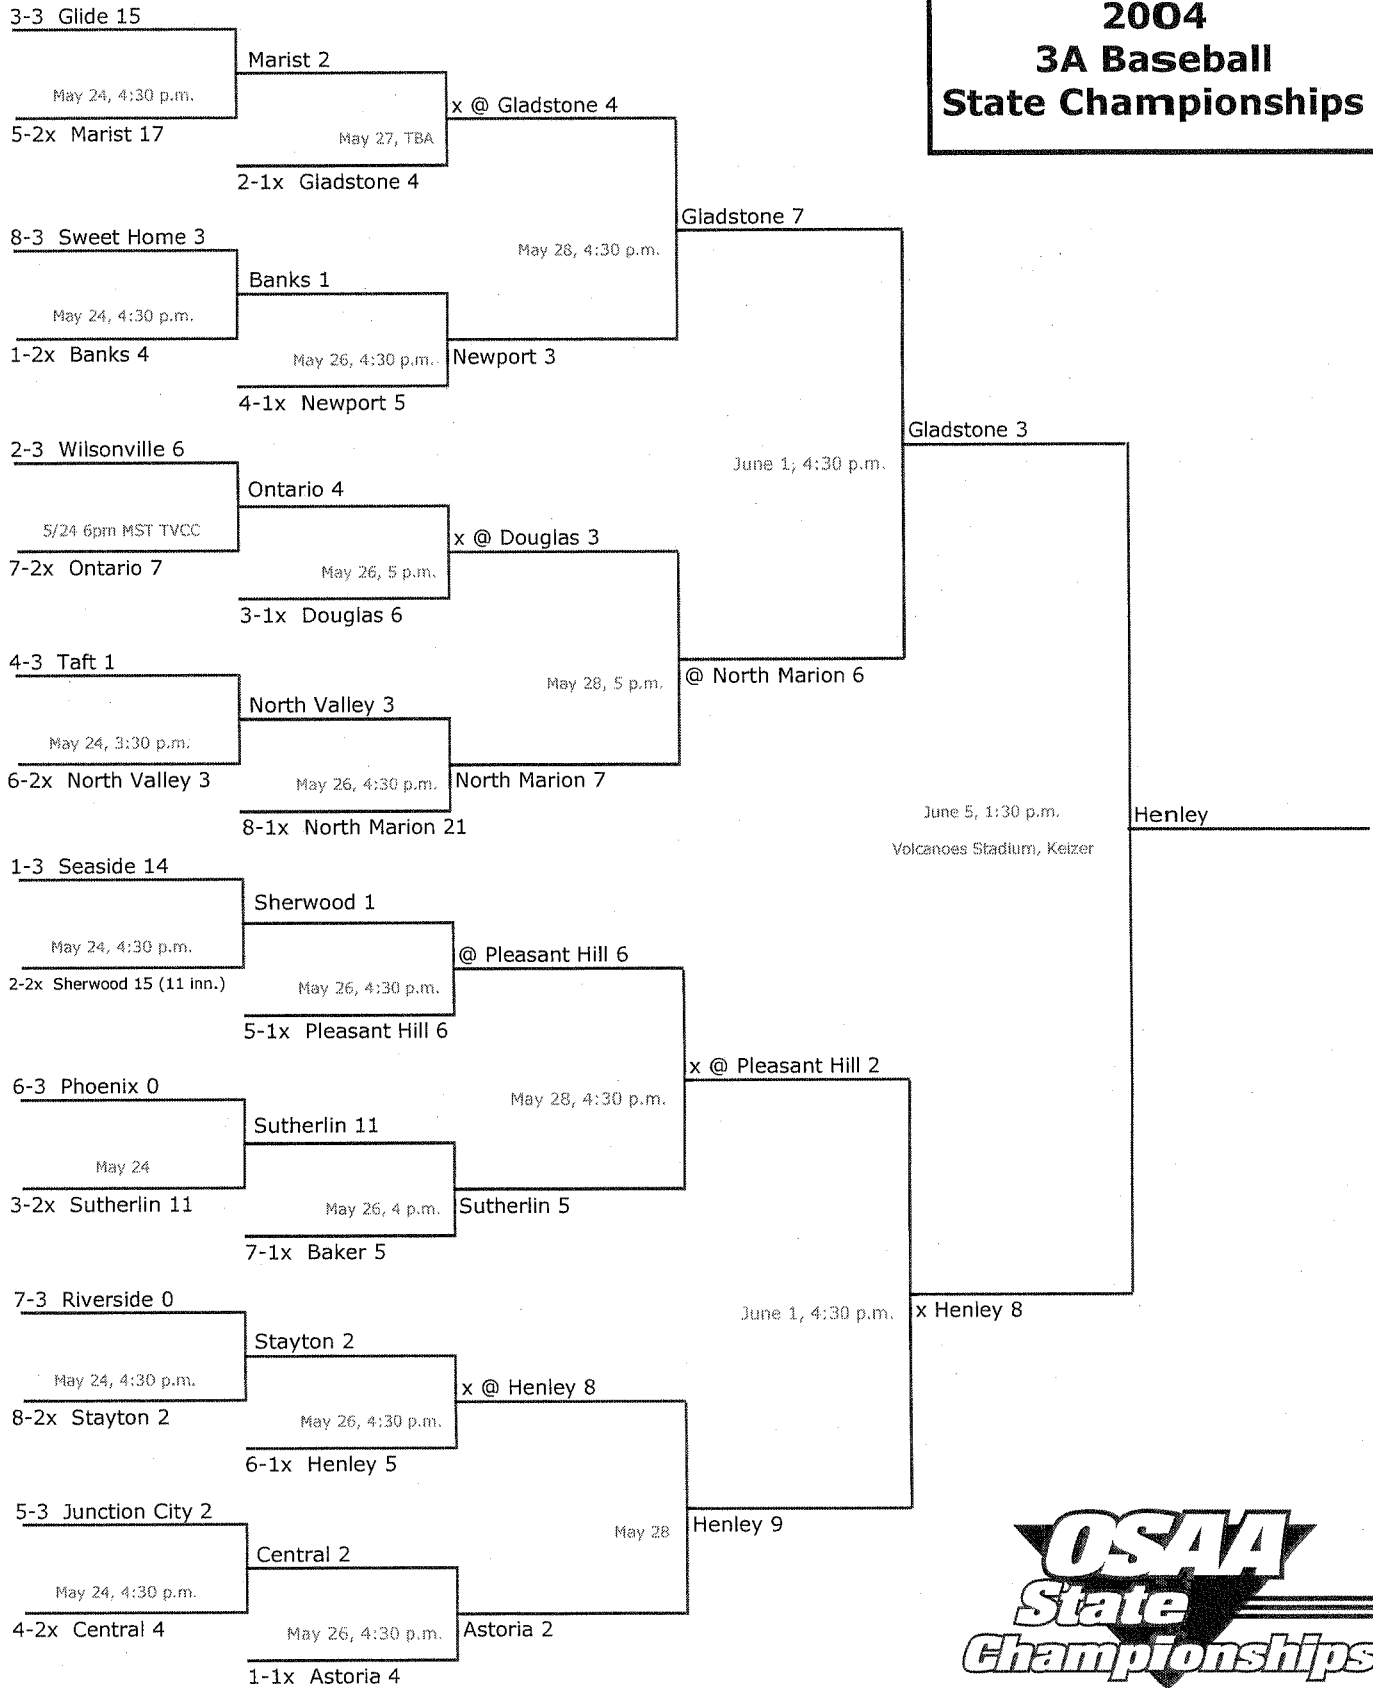 2004
3A Baseball
State Championships
3-3 Glide 15
Marist 2
May 24, 4:30 p.m.
x @ Gladstone 4
5-2x Marist 17
May 27, TBA
2-1x Gladstone 4
Gladstone 7
8-3 Sweet Home 3
May 28, 4:30 p.m.
Banks 1
May 24, 4:30 p.m.
1-2x Banks 4
May 26, 4:30 p.m.
Newport 3
4-1x Newport 5
Gladstone 3
2-3 Wilsonville 6
June 1, 4:30 p.m.
Ontario 4
5/24 6pm MST TVCC
x @ Douglas 3
7-2x Ontario 7
May 26, 5 p.m.
3-1x Douglas 6
4-3 Taft 1
May 28, 5 p.m.
@ North Marion 6
North Valley 3
May 24, 3:30 p.m.
6-2x North Valley 3
May 26, 4:30 p.m.
North Marion 7
8-1x North Marion 21
June 5, 1:30 p.m.
Henley
Volcanoes Stadium, Keizer
1-3 Seaside 14
Sherwood 1
May 24, 4:30 p.m.
@ Pleasant Hill 6
2-2x Sherwood 15 (11 inn.)
May 26, 4:30 p.m.
5-1x Pleasant Hill 6
x @ Pleasant Hill 2
6-3 Phoenix 0
May 28, 4:30 p.m.
Sutherlin 11
May 24
3-2x Sutherlin 11
May 26, 4 p.m.
Sutherlin 5
7-1x Baker 5
7-3 Riverside 0
June 1, 4:30 p.m.
x Henley 8
Stayton 2
May 24, 4:30 p.m.
x @ Henley 8
8-2x Stayton 2
May 26, 4:30 p.m.
6-1x Henley 5
5-3 Junction City 2
May 28
Henley 9
Central 2
May 24, 4:30 p.m.
4-2x Central 4
May 26, 4:30 p.m.
Astoria 2
1-1x Astoria 4
OSAA
State
Championships